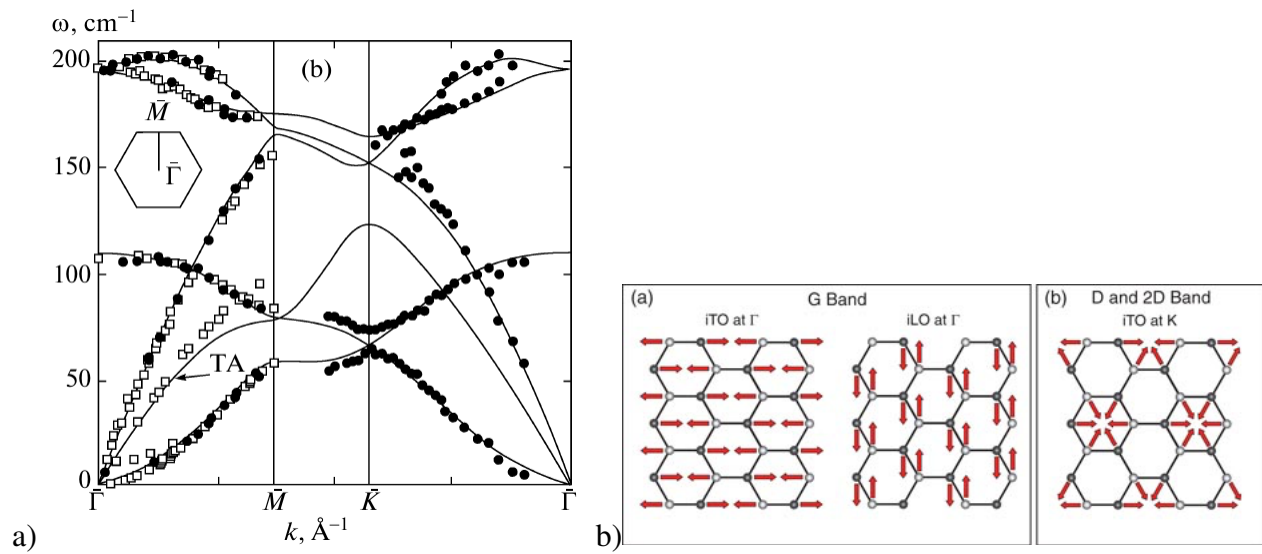 ω, cm⁻¹
a)
200
150
100
50
0
(b)
M̄
Γ̄
TA
Γ̄ M̄ K̄ Γ̄
k, Å⁻¹
b)
(a) G Band
iTO at Γ iLO at Γ
(b) D and 2D Band
iTO at K